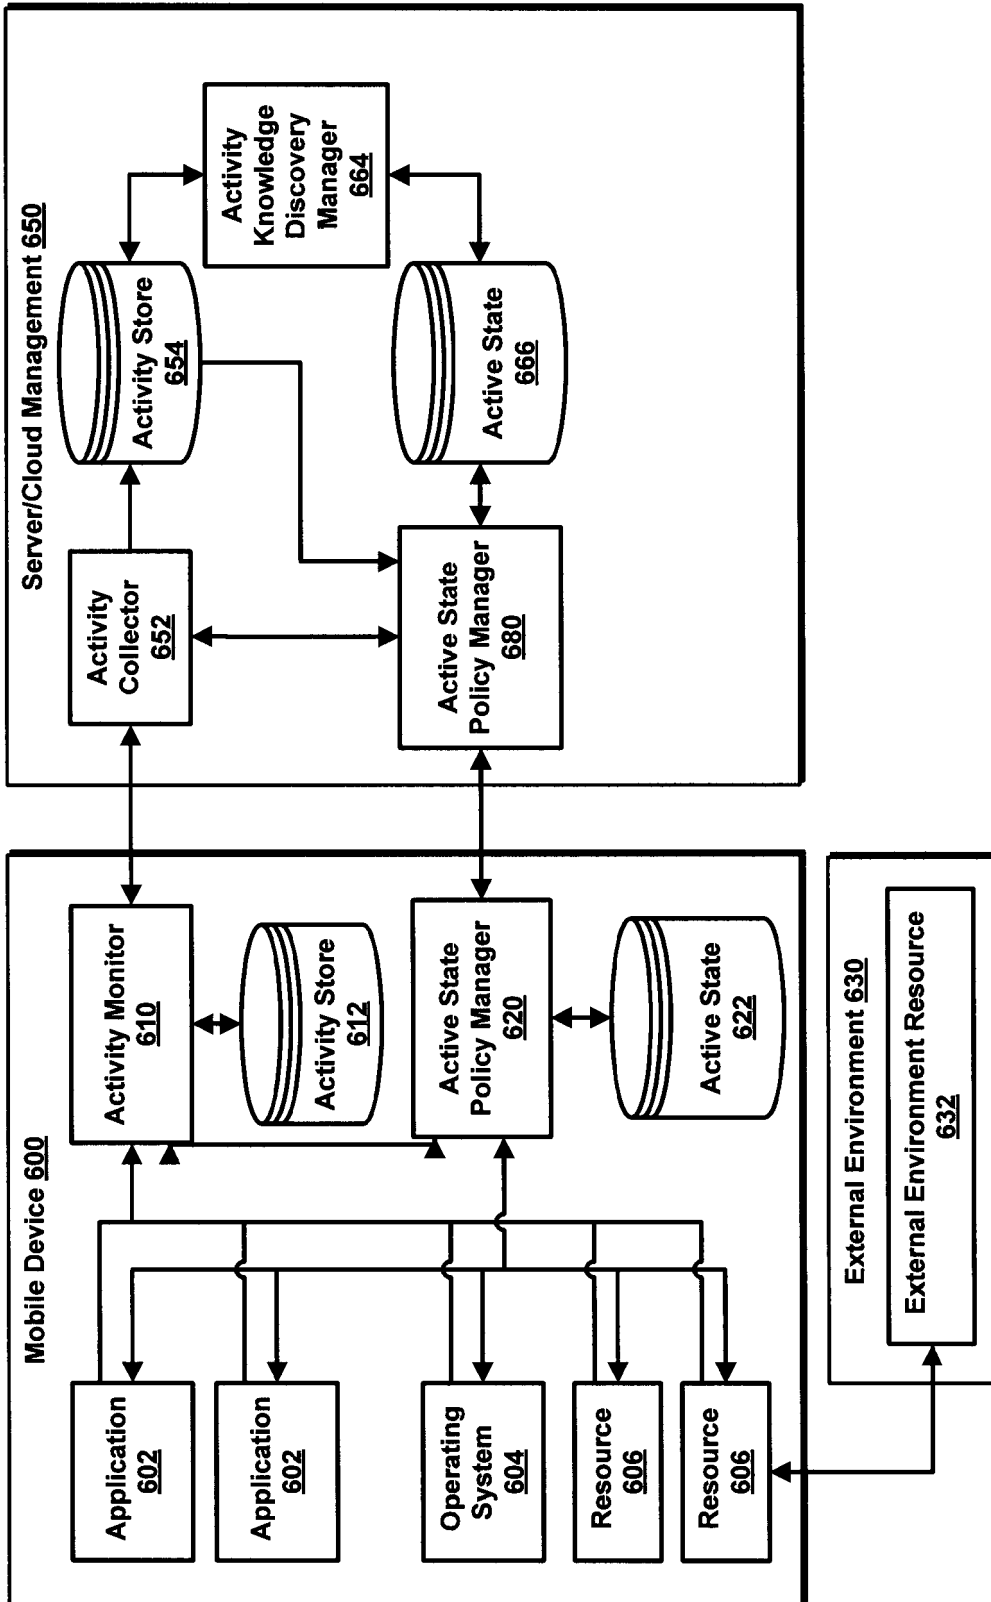 Mobile Device 600
Application
602
Application
602
Operating
System
604
Resource
606
Resource
606
Activity Monitor
610
Activity Store
612
Active State
Policy Manager
620
Active State
622
External Environment 630
External Environment Resource
632
Server/Cloud Management 650
Activity
Collector
652
Activity Store
654
Activity
Knowledge
Discovery
Manager
664
Active State
Policy Manager
680
Active State
666